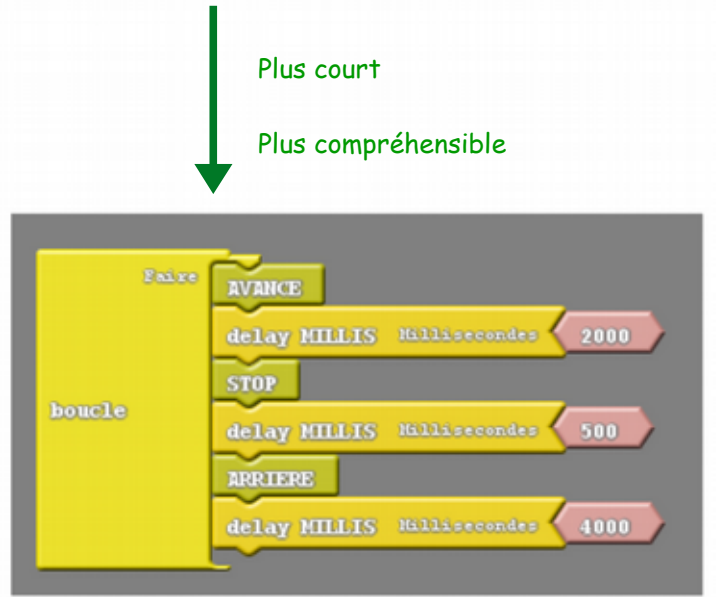 Plus court
Plus compréhensible
Faire
AVANCE
delay MILLIS Millisecondes 2000
STOP
boucle
delay MILLIS Millisecondes 500
ARRIERE
delay MILLIS Millisecondes 4000